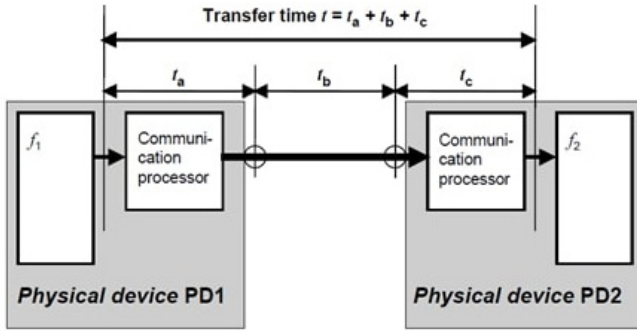 Transfer time t = ta + tb + tc
ta
tb
tc
f1
Communi-
cation
processor
Communi-
cation
processor
f2
Physical device PD1
Physical device PD2